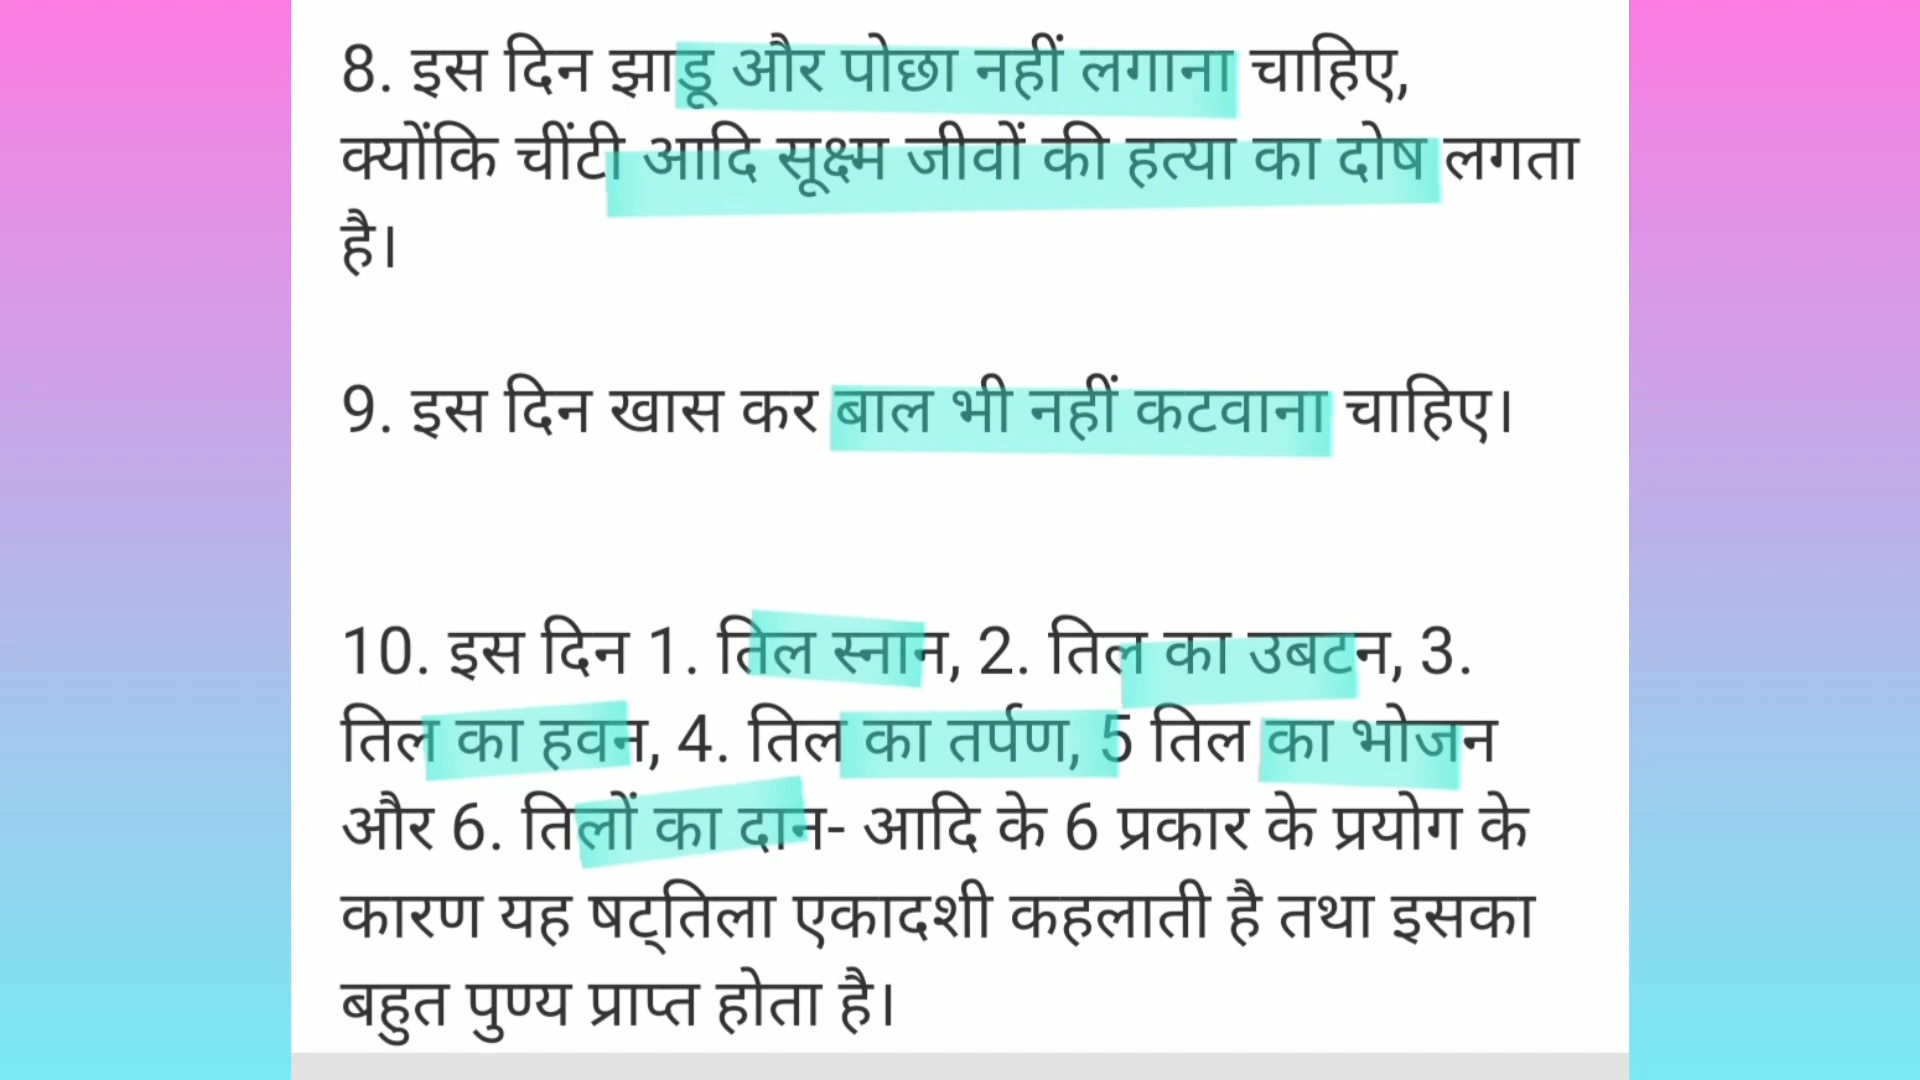 8. इस दिन झाडू और पोछा नहीं लगाना चाहिए,
क्योंकि चींटी आदि सूक्ष्म जीवों की हत्या का दोष लगता
है।
9. इस दिन खास कर बाल भी नहीं कटवाना चाहिए।
10. इस दिन 1. तिल स्नान, 2. तिल का उबटन, 3.
तिल का हवन, 4. तिल का तर्पण, 5 तिल का भोजन
और 6. तिलों का दान- आदि के 6 प्रकार के प्रयोग के
कारण यह षट्‌तिला एकादशी कहलाती है तथा इसका
बहुत पुण्य प्राप्त होता है।